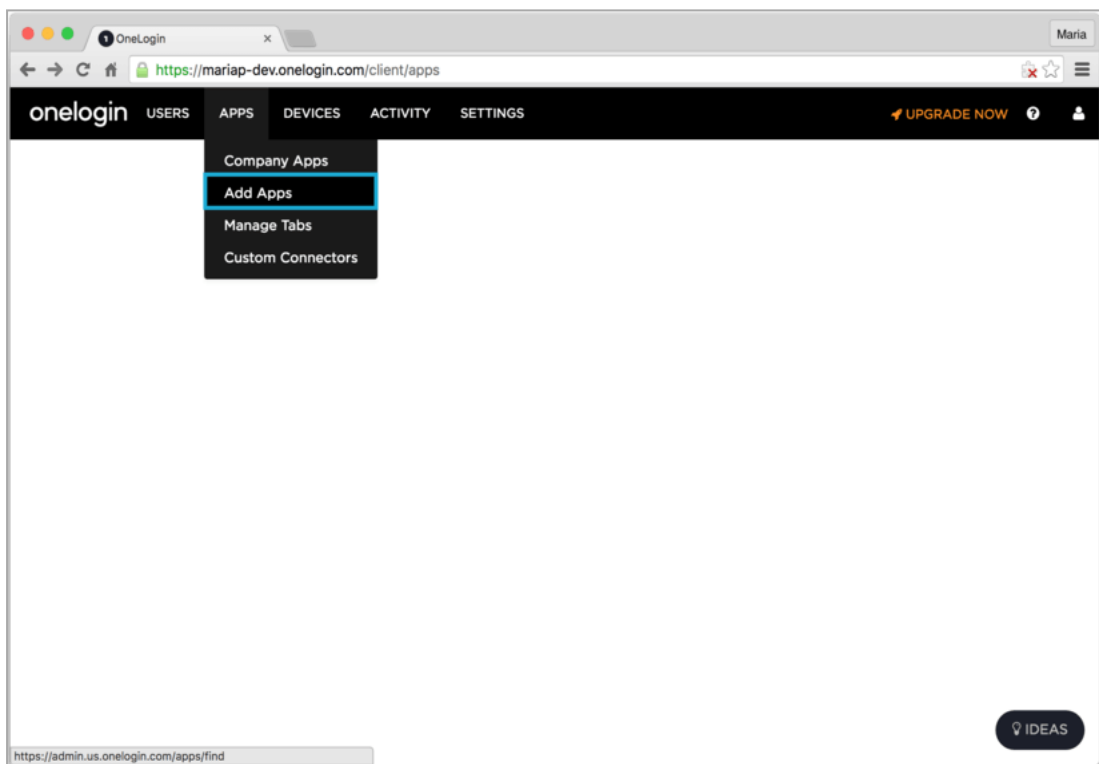 OneLogin
Maria
https://mariap-dev.onelogin.com/client/apps
onelogin USERS APPS DEVICES ACTIVITY SETTINGS UPGRADE NOW
Company Apps
Add Apps
Manage Tabs
Custom Connectors
IDEAS
https://admin.us.onelogin.com/apps/find